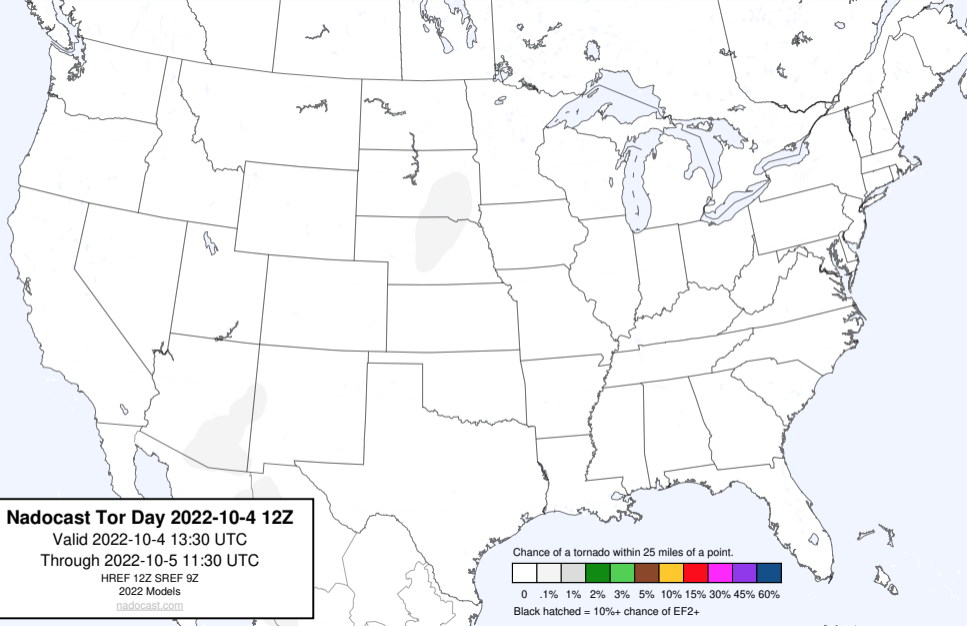 Nadocast Tor Day 2022-10-4 12Z
Valid 2022-10-4 13:30 UTC
Through 2022-10-5 11:30 UTC
HREF 12Z SREF 9Z
2022 Models
nadocast.com
Chance of a tornado within 25 miles of a point.
0 .1% 1% 2% 3% 5% 10% 15% 30% 45% 60%
Black hatched = 10%+ chance of EF2+